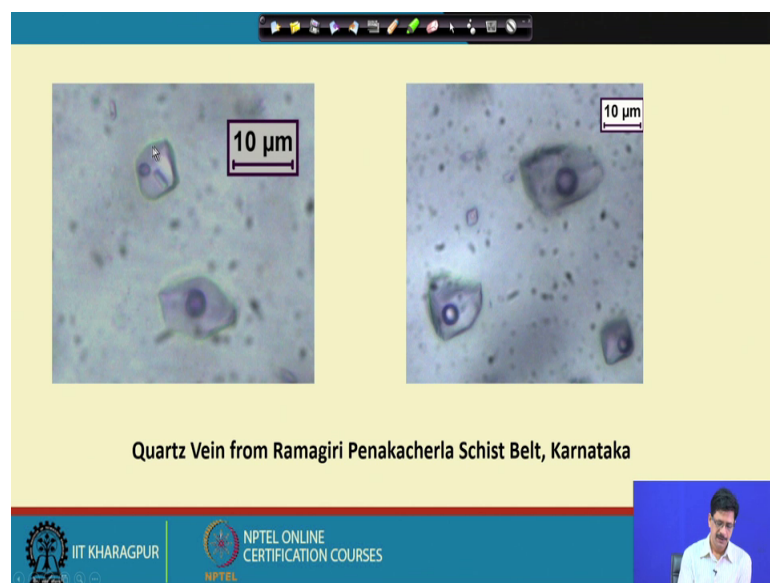 10 µm
10 µm
Quartz Vein from Ramagiri Penakacherla Schist Belt, Karnataka
IIT KHARAGPUR
NPTEL ONLINE
CERTIFICATION COURSES
NPTEL